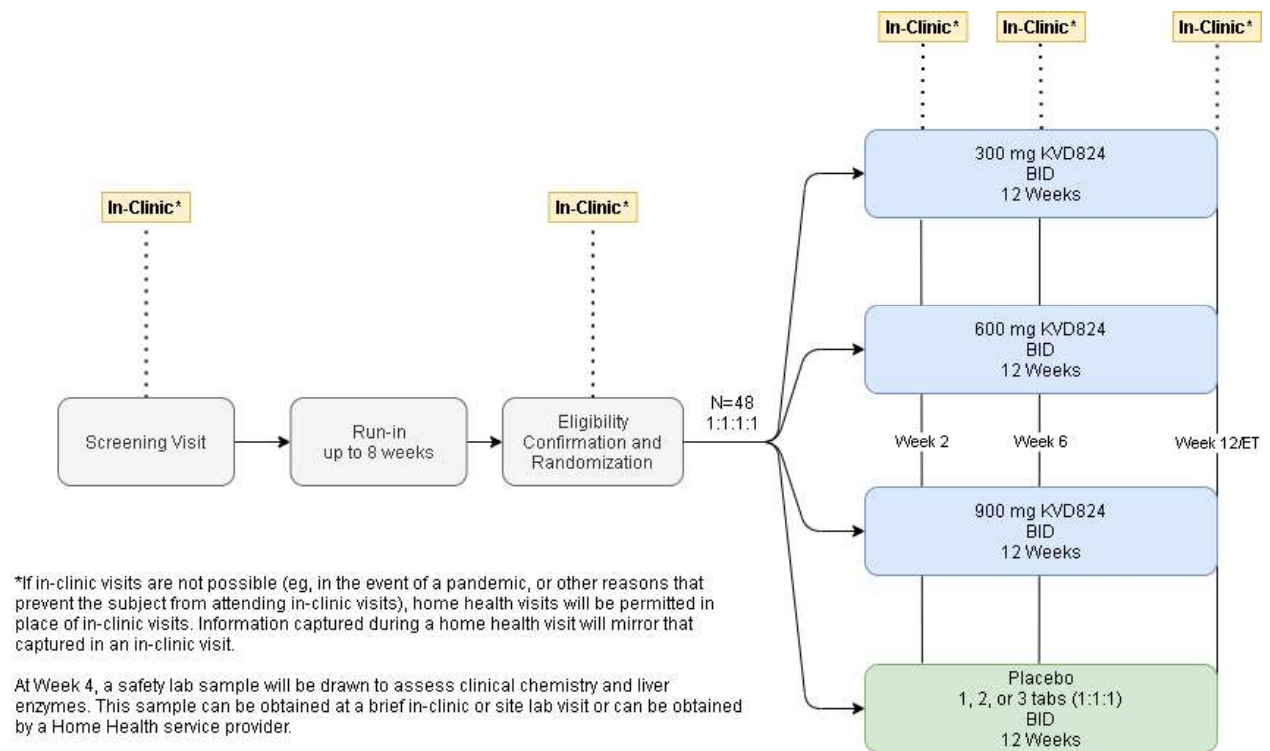 In-Clinic*
In-Clinic*
In-Clinic*
300 mg KVD824
BID
12 Weeks
In-Clinic*
In-Clinic*
600 mg KVD824
BID
12 Weeks
N=48
1:1:1:1
Screening Visit
Run-in
up to 8 weeks
Eligibility
Confirmation and
Randomization
Week 2
Week 6
Week 12/ET
900 mg KVD824
BID
12 Weeks
*If in-clinic visits are not possible (eg, in the event of a pandemic, or other reasons that
prevent the subject from attending in-clinic visits), home health visits will be permitted in
place of in-clinic visits. Information captured during a home health visit will mirror that
captured in an in-clinic visit.
At Week 4, a safety lab sample will be drawn to assess clinical chemistry and liver
enzymes. This sample can be obtained at a brief in-clinic or site lab visit or can be obtained
by a Home Health service provider.
Placebo
1, 2, or 3 tabs (1:1:1)
BID
12 Weeks